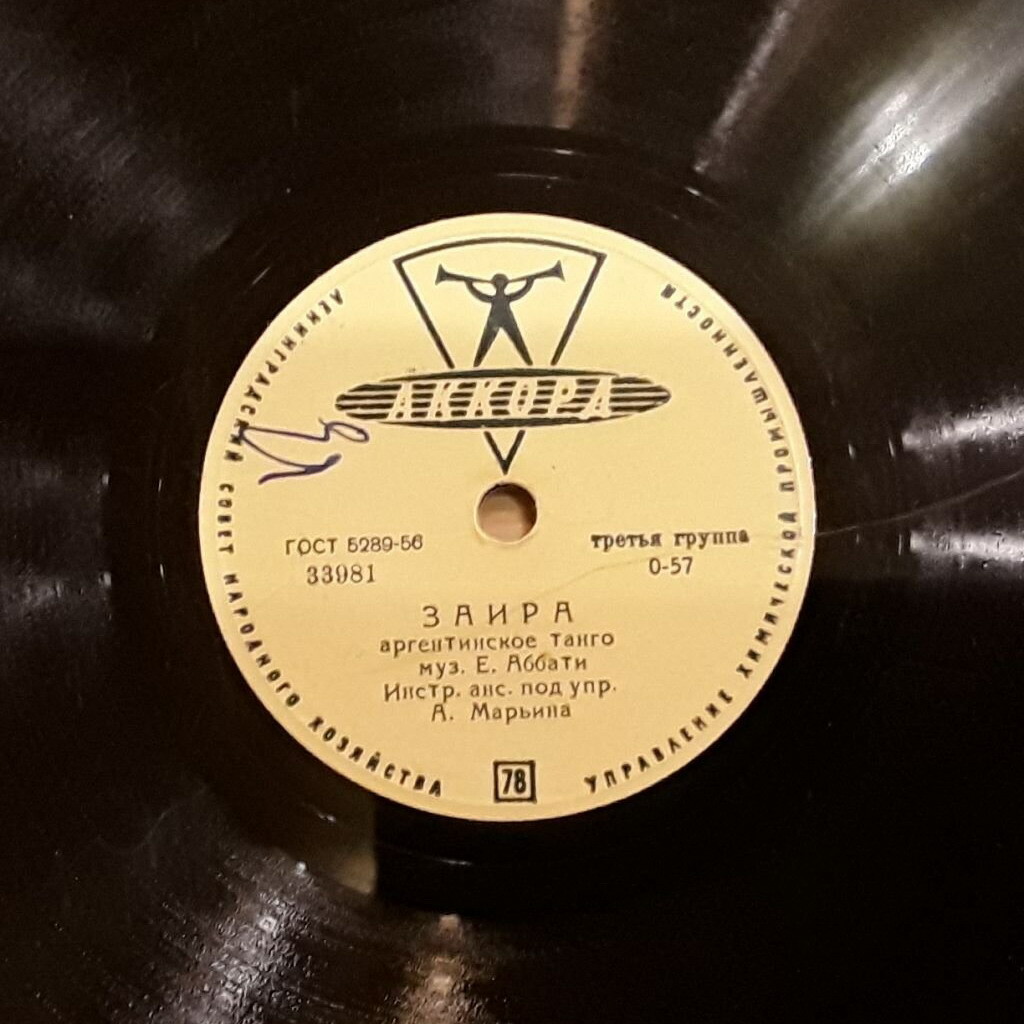 АККОРД
ЛЕНИНГРАДСКИЙ СОВЕТ НАРОДНОГО ХОЗЯЙСТВА
УПРАВЛЕНИЕ ХИМИЧЕСКОЙ ПРОМЫШЛЕННОСТИ
ГОСТ 5289-56
33981
третья группа
0-57
ЗАИРА
аргентинское танго
муз. Е. Аббати
Инстр. анс. под упр.
А. Марьина
78